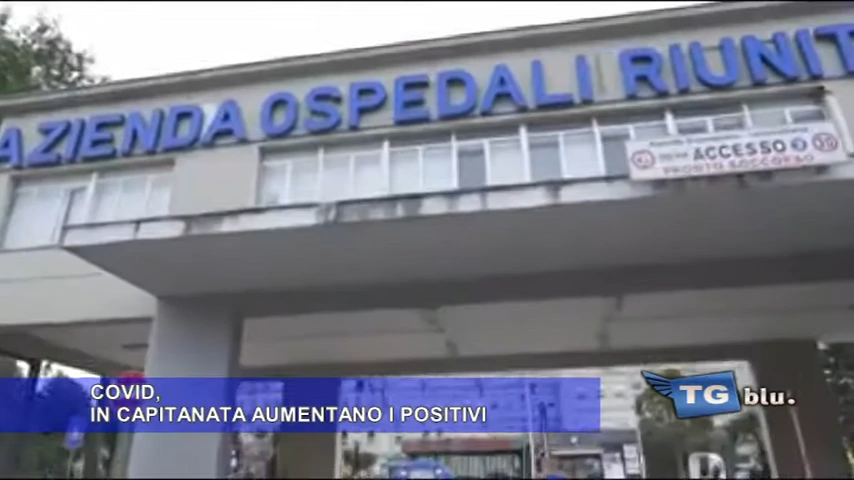 AZIENDA OSPEDALI RIUNITI
ACCESSO
PRONTO SOCCORSO
COVID,
IN CAPITANATA AUMENTANO I POSITIVI
TG blu.